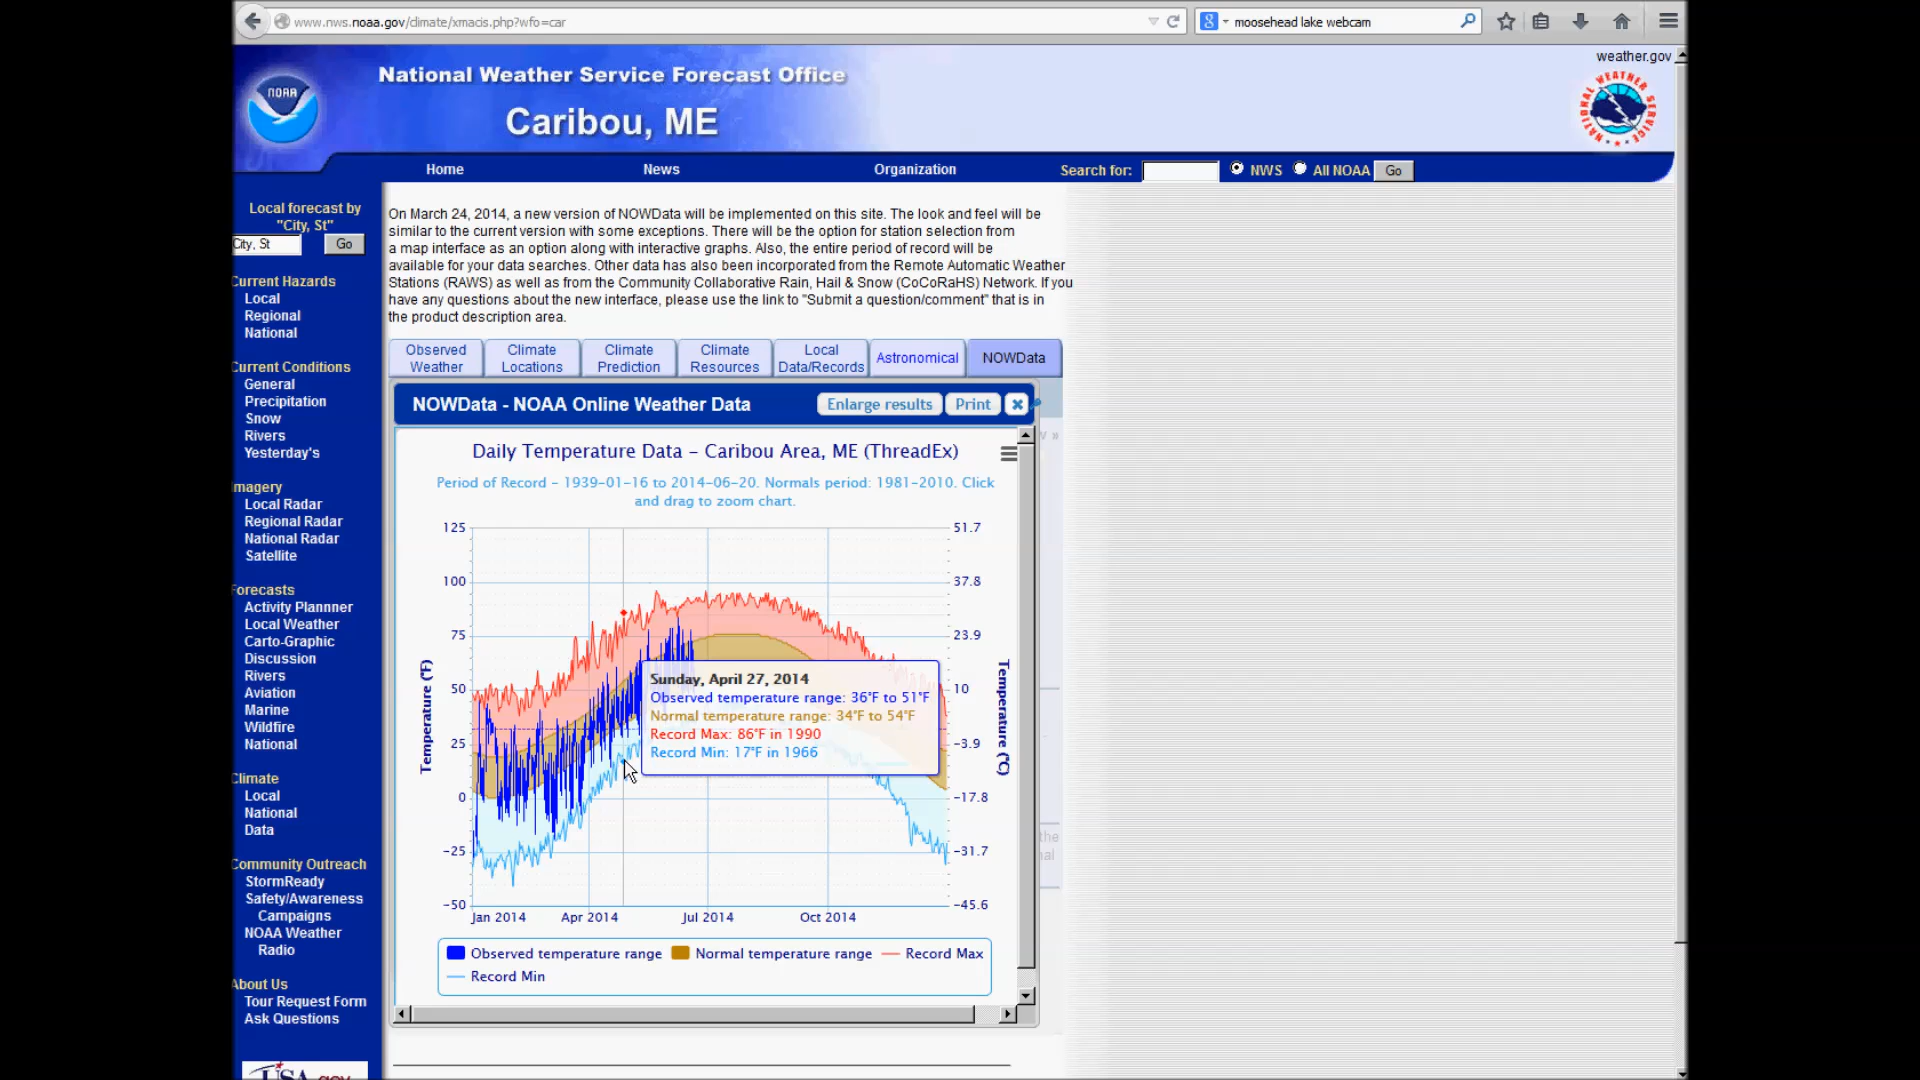 www.nws.noaa.gov/climate/xmacis.php?wfo=car
moosehead lake webcam
weather.gov
NOAA
National Weather Service Forecast Office
Caribou, ME
NATIONAL WEATHER SERVICE
Home News Organization Search for: NWS All NOAA Go
Local forecast by
"City, St"
City, St Go
Current Hazards
Local
Regional
National
Current Conditions
General
Precipitation
Snow
Rivers
Yesterday's
Imagery
Local Radar
Regional Radar
National Radar
Satellite
Forecasts
Activity Plannner
Local Weather
Carto-Graphic
Discussion
Rivers
Aviation
Marine
Wildfire
National
Climate
Local
National
Data
Community Outreach
StormReady
Safety/Awareness
Campaigns
NOAA Weather
Radio
About Us
Tour Request Form
Ask Questions
USA.gov
On March 24, 2014, a new version of NOWData will be implemented on this site. The look and feel will be
similar to the current version with some exceptions. There will be the option for station selection from
a map interface as an option along with interactive graphs. Also, the entire period of record will be
available for your data searches. Other data has also been incorporated from the Remote Automatic Weather
Stations (RAWS) as well as from the Community Collaborative Rain, Hail & Snow (CoCoRaHS) Network. If you
have any questions about the new interface, please use the link to "Submit a question/comment" that is in
the product description area.
Observed Weather
Climate Locations
Climate Prediction
Climate Resources
Local Data/Records
Astronomical
NOWData
NOWData - NOAA Online Weather Data Enlarge results Print
Daily Temperature Data – Caribou Area, ME (ThreadEx)
Period of Record – 1939-01-16 to 2014-06-20. Normals period: 1981-2010. Click
and drag to zoom chart.
Temperature (°F)
125
100
75
50
25
0
-25
-50
51.7
37.8
23.9
10
-3.9
-17.8
-31.7
-45.6
Temperature (°C)
Sunday, April 27, 2014
Observed temperature range: 36°F to 51°F
Normal temperature range: 34°F to 54°F
Record Max: 86°F in 1990
Record Min: 17°F in 1966
Jan 2014 Apr 2014 Jul 2014 Oct 2014
Observed temperature range Normal temperature range Record Max
Record Min